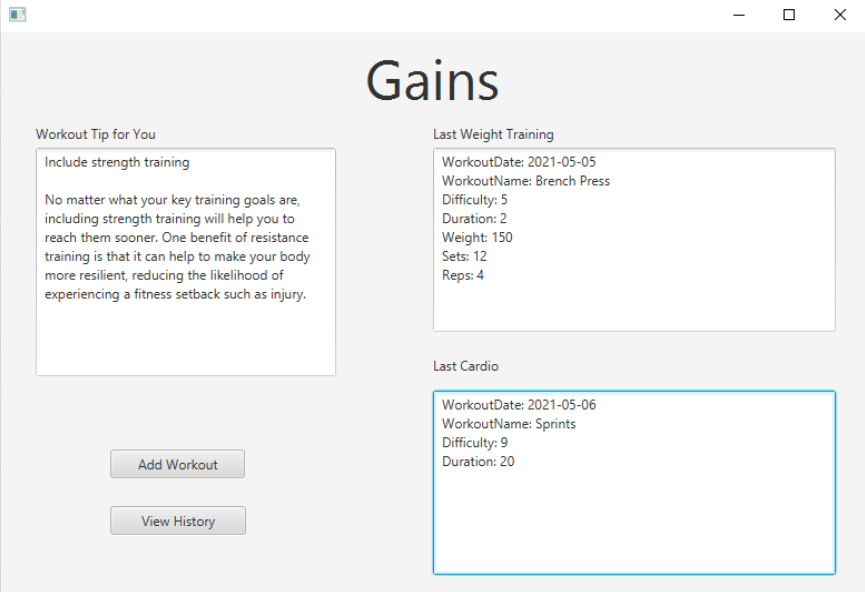 Gains
Workout Tip for You
Include strength training
No matter what your key training goals are,
including strength training will help you to
reach them sooner. One benefit of resistance
training is that it can help to make your body
more resilient, reducing the likelihood of
experiencing a fitness setback such as injury.
Add Workout
View History
Last Weight Training
WorkoutDate: 2021-05-05
WorkoutName: Brench Press
Difficulty: 5
Duration: 2
Weight: 150
Sets: 12
Reps: 4
Last Cardio
WorkoutDate: 2021-05-06
WorkoutName: Sprints
Difficulty: 9
Duration: 20